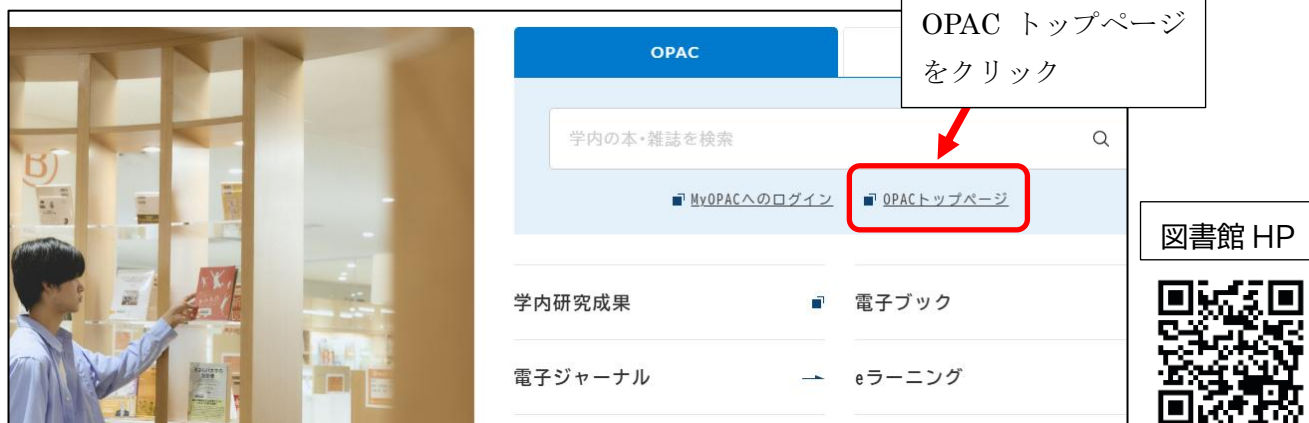 OPAC トップページ
をクリック
OPAC
学内の本・雑誌を検索
MyOPACへのログイン
OPACトップページ
図書館 HP
学内研究成果
電子ブック
電子ジャーナル
eラーニング